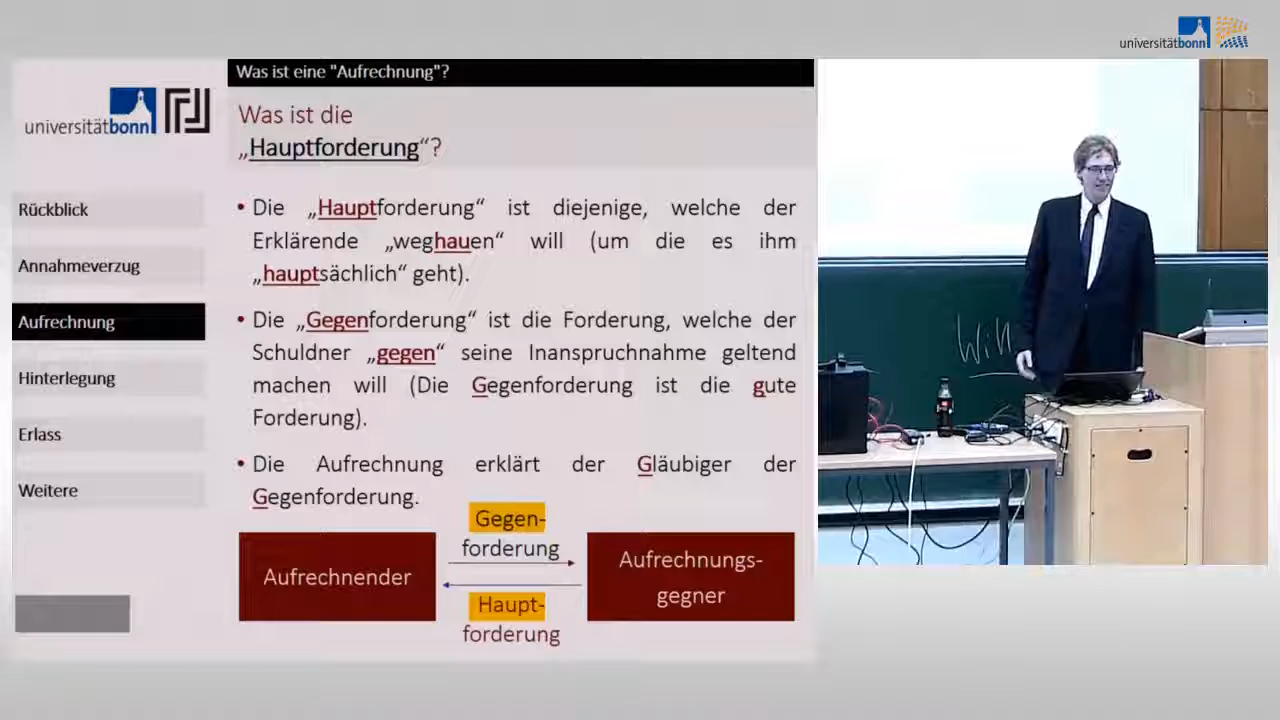 universitätbonn
Was ist eine "Aufrechnung"?
universitätbonn
Was ist die
„Hauptforderung“?
Rückblick
Annahmeverzug
Aufrechnung
Hinterlegung
Erlass
Weitere
• Die „Hauptforderung“ ist diejenige, welche der
Erklärende „weghauen“ will (um die es ihm
„hauptsächlich“ geht).
• Die „Gegenforderung“ ist die Forderung, welche der
Schuldner „gegen“ seine Inanspruchnahme geltend
machen will (Die Gegenforderung ist die gute
Forderung).
• Die Aufrechnung erklärt der Gläubiger der
Gegenforderung.
Aufrechnender
Gegen-
forderung
Haupt-
forderung
Aufrechnungs-
gegner
Will